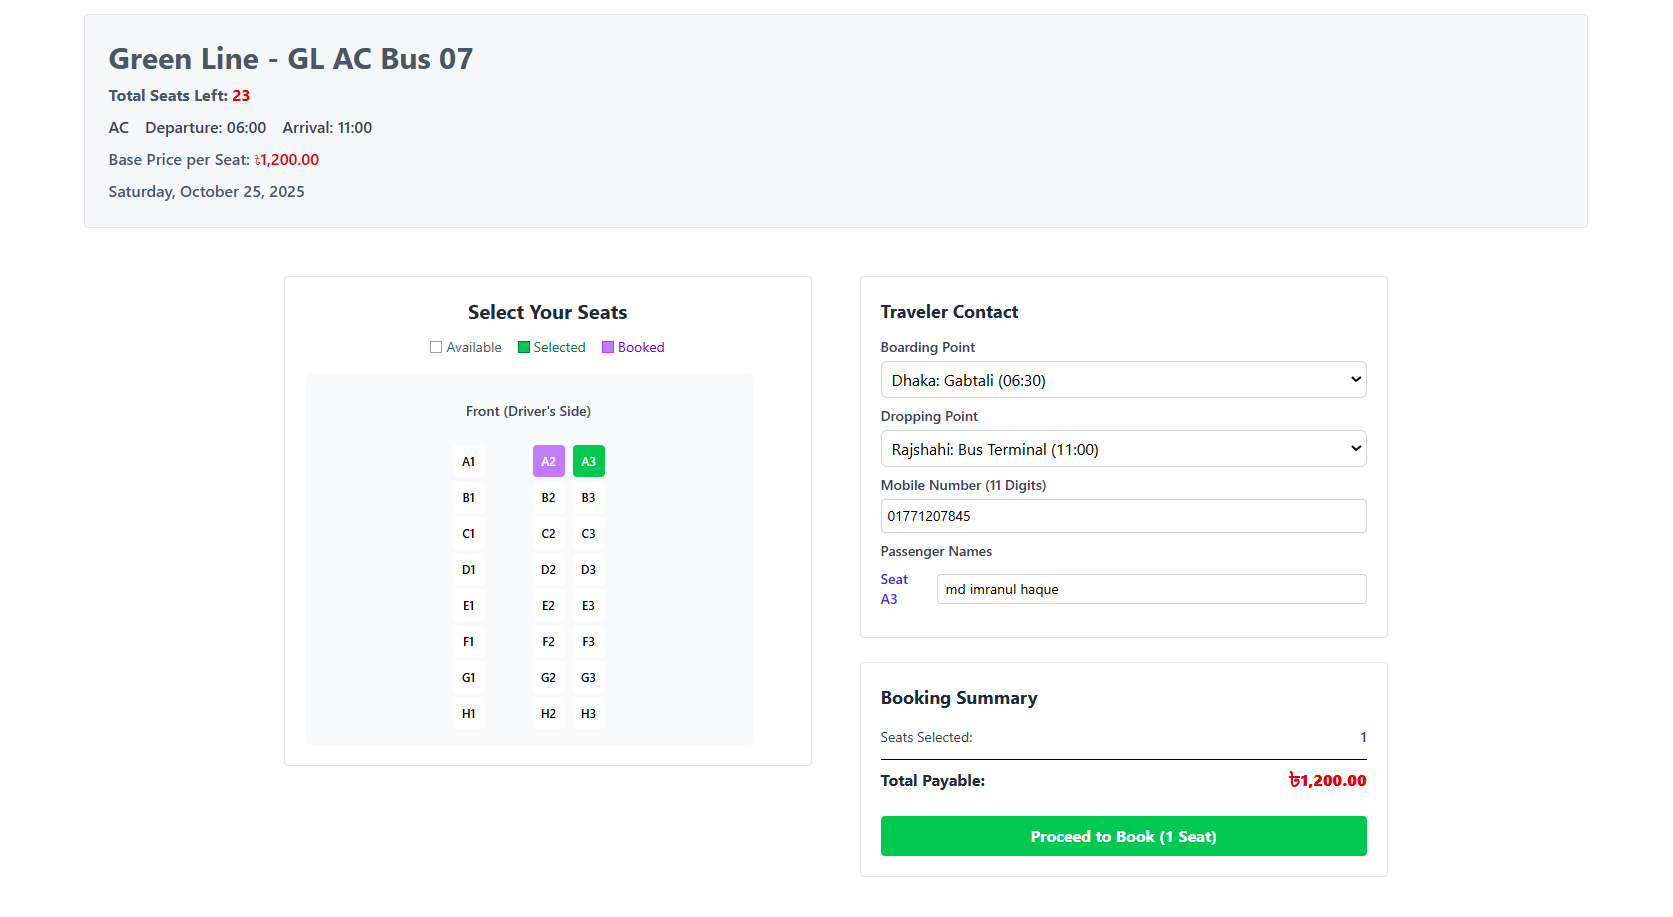 Green Line - GL AC Bus 07
Total Seats Left: 23
AC Departure: 06:00 Arrival: 11:00
Base Price per Seat: ৳1,200.00
Saturday, October 25, 2025
Select Your Seats
Available Selected Booked
Front (Driver's Side)
A1 A2 A3
B1 B2 B3
C1 C2 C3
D1 D2 D3
E1 E2 E3
F1 F2 F3
G1 G2 G3
H1 H2 H3
Traveler Contact
Boarding Point
Dhaka: Gabtali (06:30)
Dropping Point
Rajshahi: Bus Terminal (11:00)
Mobile Number (11 Digits)
01771207845
Passenger Names
Seat
A3
md imranul haque
Booking Summary
Seats Selected: 1
Total Payable: ৳1,200.00
Proceed to Book (1 Seat)